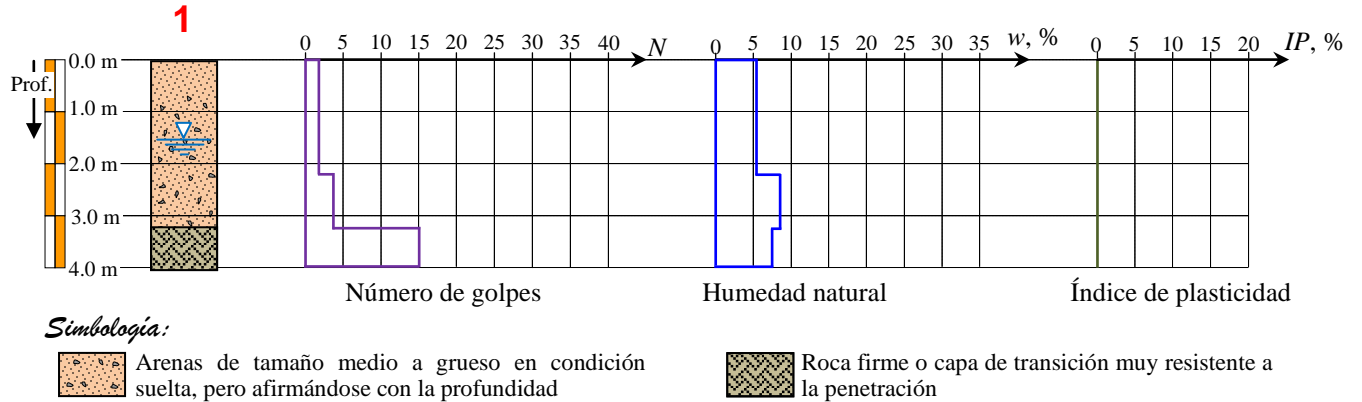 1
0 5 10 15 20 25 30 35 40 N
0 5 10 15 20 25 30 35 w, %
0 5 10 15 20 IP, %
0.0 m
Prof.
1.0 m
2.0 m
3.0 m
4.0 m
Número de golpes
Humedad natural
Índice de plasticidad
Simbología:
Arenas de tamaño medio a grueso en condición
suelta, pero afirmándose con la profundidad
Roca firme o capa de transición muy resistente a
la penetración